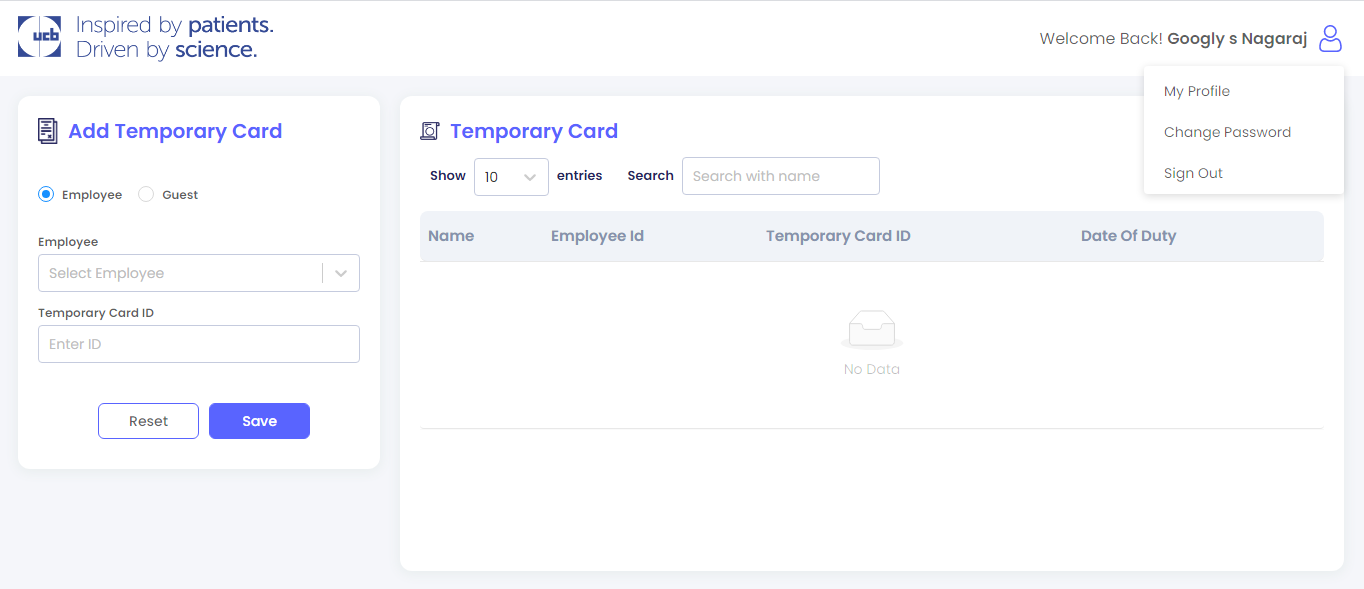 ucb
Inspired by patients.
Driven by science.
Welcome Back! Googly s Nagaraj
My Profile
Change Password
Sign Out
Add Temporary Card
Employee Guest
Employee
Select Employee
Temporary Card ID
Enter ID
Reset Save
Temporary Card
Show 10 entries Search Search with name
Name Employee Id Temporary Card ID Date Of Duty
No Data